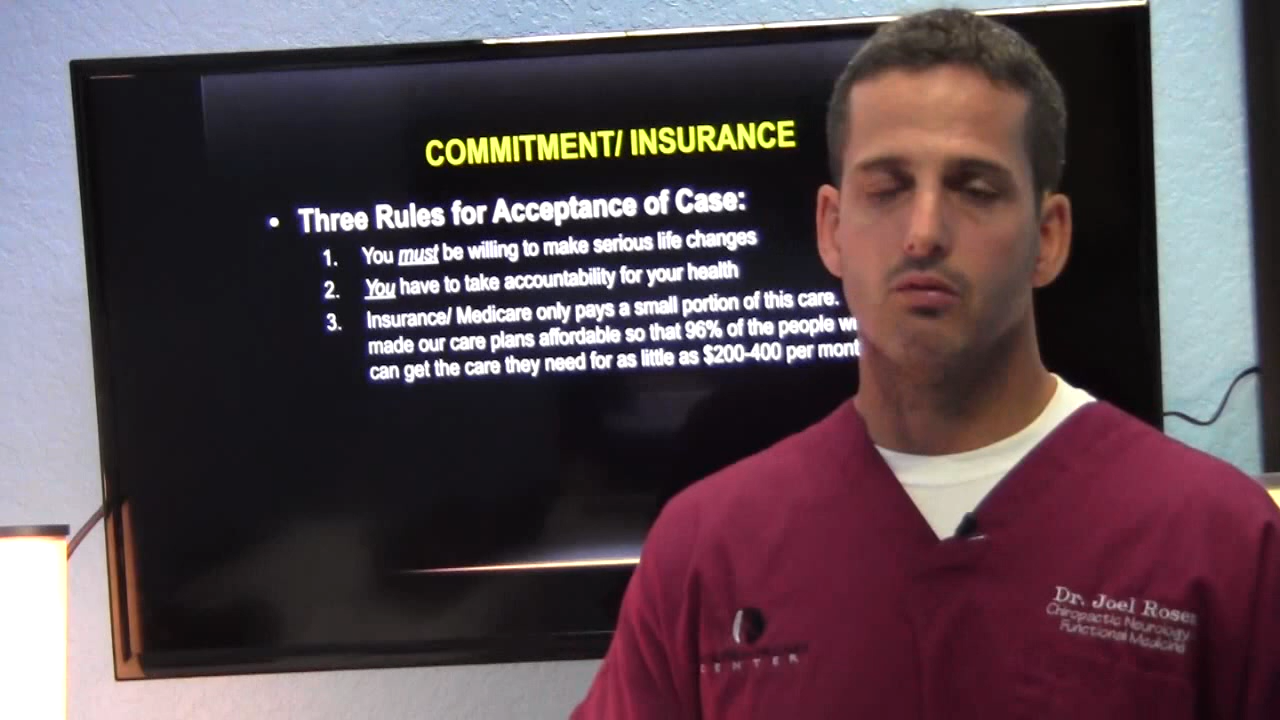 COMMITMENT/ INSURANCE
• Three Rules for Acceptance of Case:
1. You must be willing to make serious life changes
2. You have to take accountability for your health
3. Insurance/ Medicare only pays a small portion of this care.
made our care plans affordable so that 96% of the people w
can get the care they need for as little as $200-400 per mont
Dr. Joel Rosen
Chiropractic Neurology
Functional Medicine
CENTER